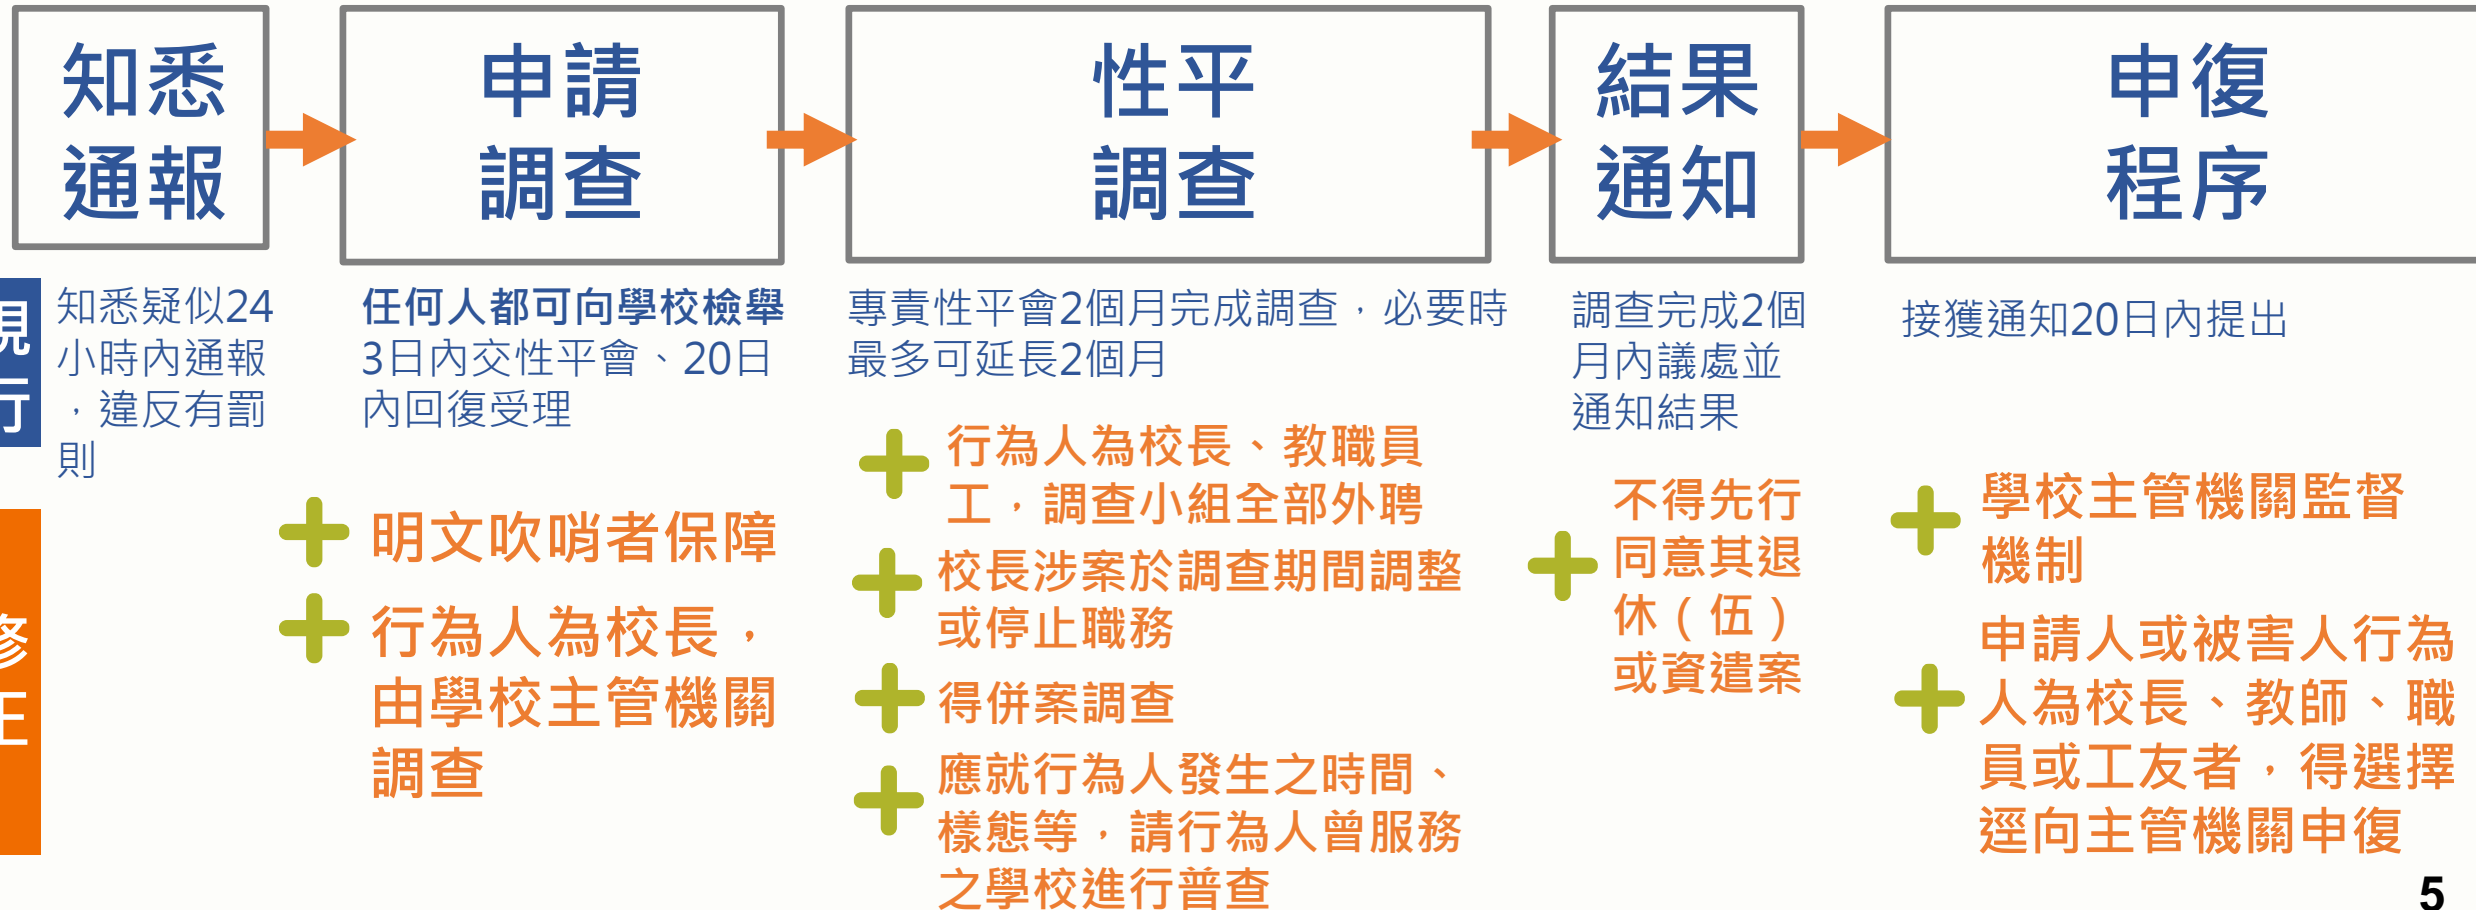 知悉
通報
申請
調查
性平
調查
結果
通知
申復
程序
現
行
知悉疑似24
小時內通報
，違反有罰
則
任何人都可向學校檢舉
3日內交性平會、20日
內回復受理
專責性平會2個月完成調查，必要時
最多可延長2個月
調查完成2個
月內議處並
通知結果
接獲通知20日內提出
修
正
明文吹哨者保障
行為人為校長，
由學校主管機關
調查
行為人為校長、教職員
工，調查小組全部外聘
校長涉案於調查期間調整
或停止職務
得併案調查
應就行為人發生之時間、
樣態等，請行為人曾服務
之學校進行普查
不得先行
同意其退
休（伍）
或資遣案
學校主管機關監督
機制
申請人或被害人行為
人為校長、教師、職
員或工友者，得選擇
逕向主管機關申復
5